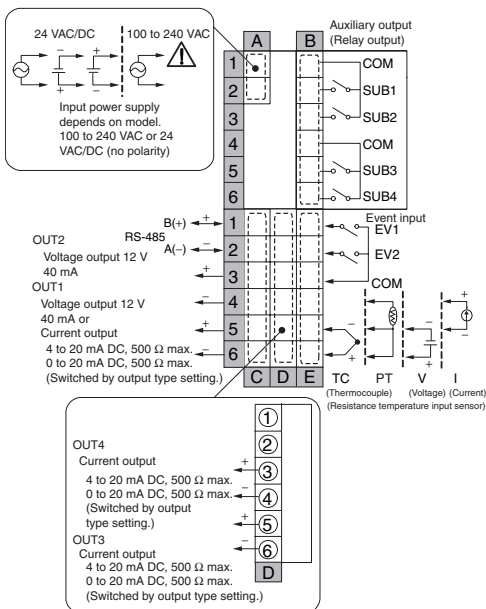 24 VAC/DC
100 to 240 VAC
Input power supply
depends on model.
100 to 240 VAC or 24
VAC/DC (no polarity)
A
B
1
2
3
4
5
6
Auxiliary output
(Relay output)
COM
SUB1
SUB2
COM
SUB3
SUB4
B(+)
RS-485
A(−)
OUT2
Voltage output 12 V
40 mA
OUT1
Voltage output 12 V
40 mA or
Current output
4 to 20 mA DC, 500 Ω max.
0 to 20 mA DC, 500 Ω max.
(Switched by output type setting.)
1
2
3
4
5
6
C
D
E
Event input
EV1
EV2
COM
TC
PT
V
I
(Thermocouple)
(Voltage)
(Current)
(Resistance temperature input sensor)
OUT4
Current output
4 to 20 mA DC, 500 Ω max.
0 to 20 mA DC, 500 Ω max.
(Switched by output
type setting.)
OUT3
Current output
4 to 20 mA DC, 500 Ω max.
0 to 20 mA DC, 500 Ω max.
(Switched by output type setting.)
1
2
3
4
5
6
D